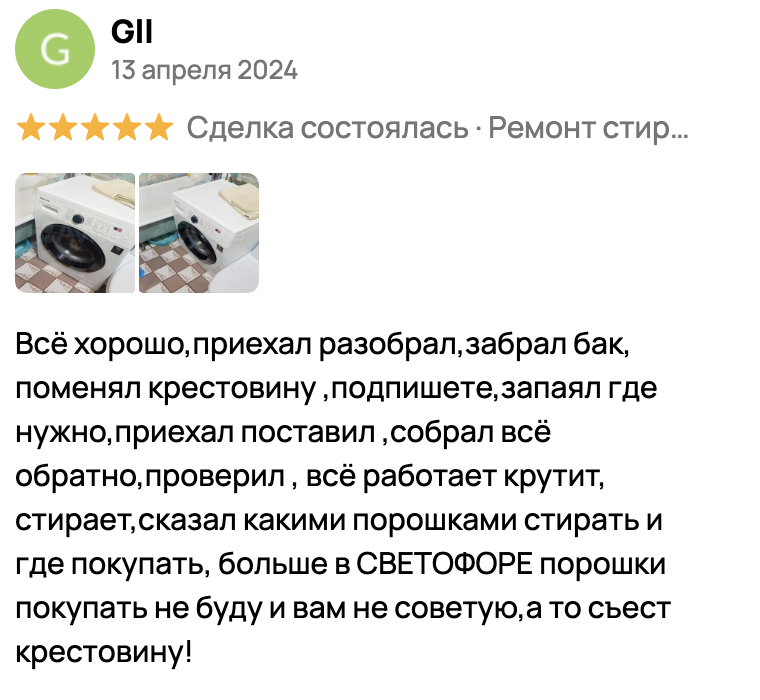 G
Gll
13 апреля 2024
Сделка состоялась · Ремонт стир...
Всё хорошо,приехал разобрал,забрал бак,
поменял крестовину ,подпишете,запаял где
нужно,приехал поставил ,собрал всё
обратно,проверил , всё работает крутит,
стирает,сказал какими порошками стирать и
где покупать, больше в СВЕТОФОРЕ порошки
покупать не буду и вам не советую,а то съест
крестовину!